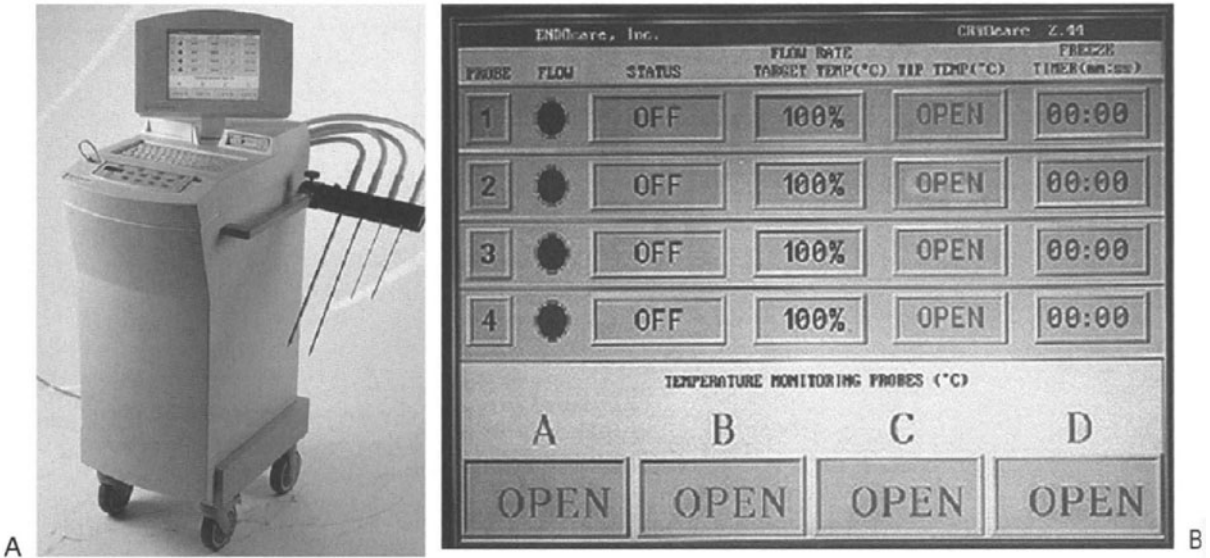 A
ENDOcare, Inc. CRYOcare 2.44
FLOW RATE FREEZE
PROBE FLOW STATUS TARGET TEMP(°C) TIP TEMP(°C) TIMER(mm:ss)
1 OFF 100% OPEN 00:00
2 OFF 100% OPEN 00:00
3 OFF 100% OPEN 00:00
4 OFF 100% OPEN 00:00
TEMPERATURE MONITORING PROBES (°C)
A B C D
OPEN OPEN OPEN OPEN
B